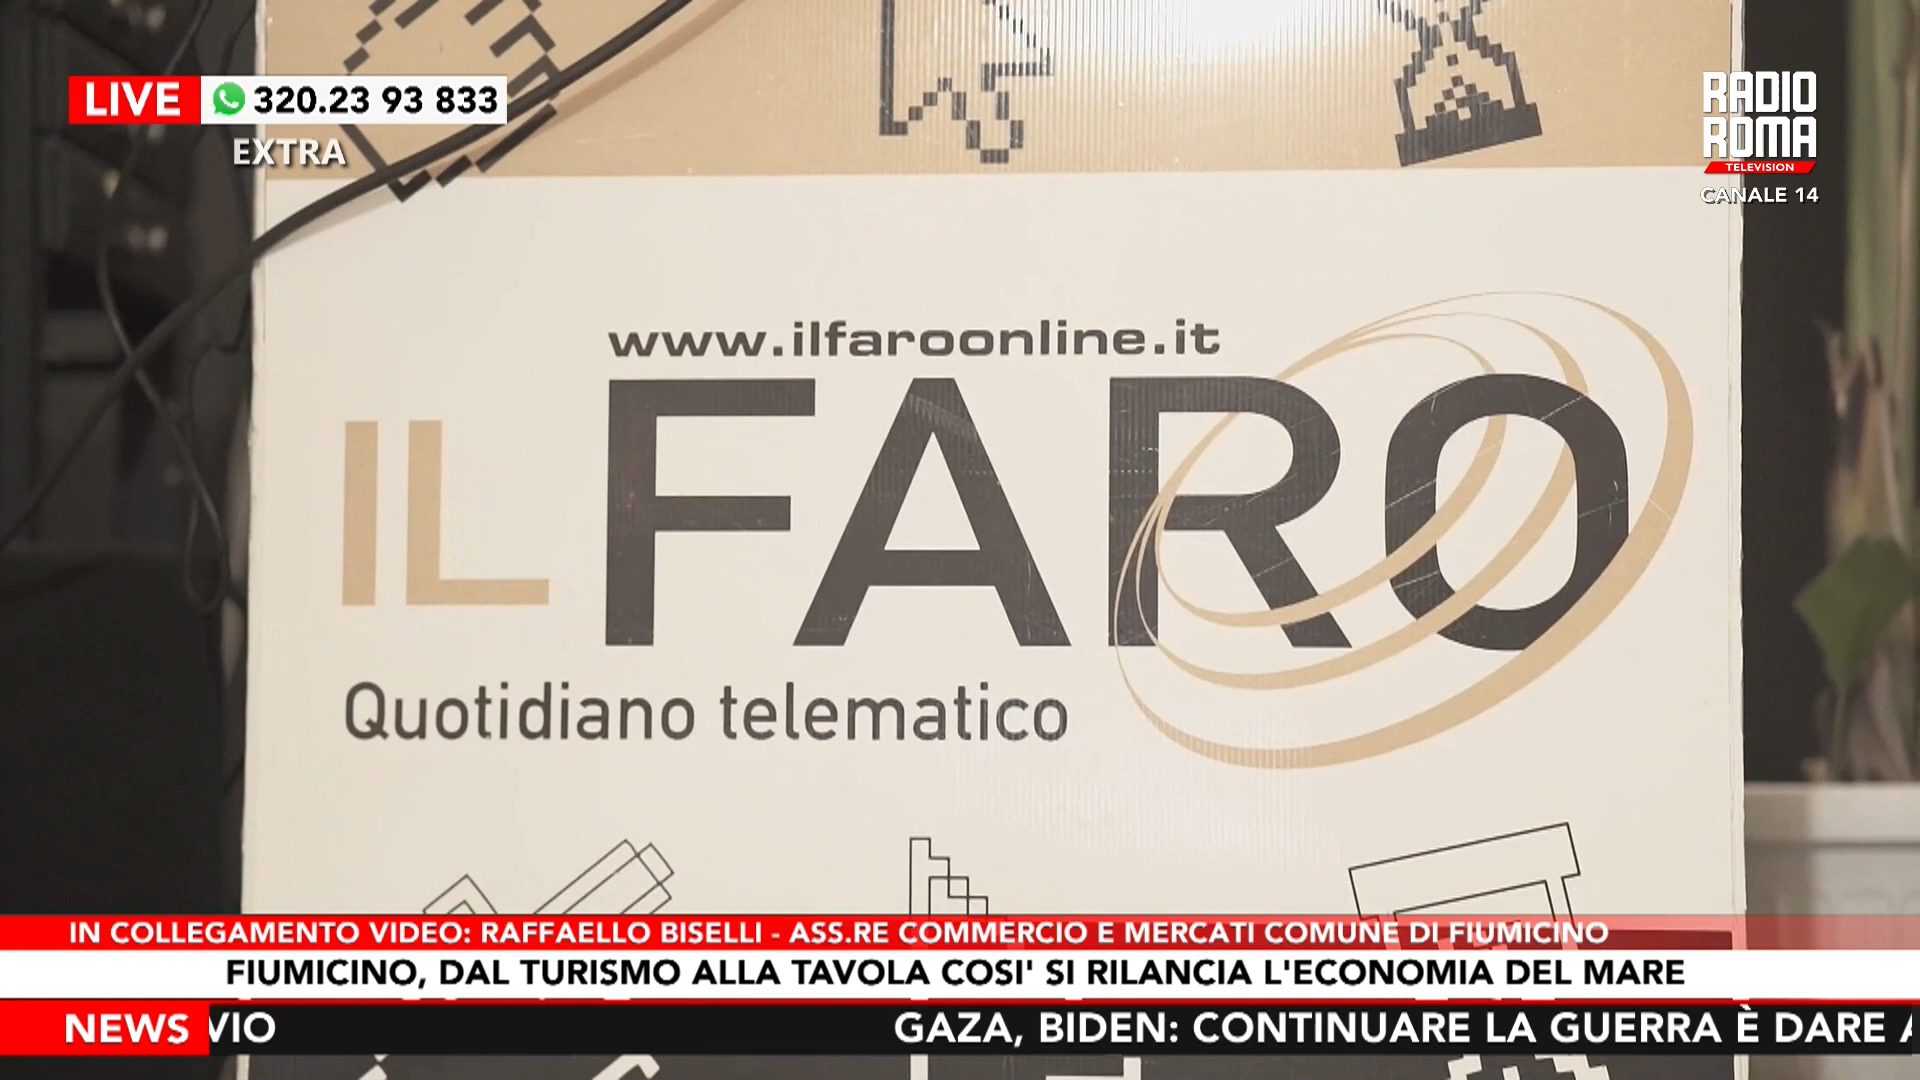 LIVE 320.23 93 833
EXTRA
RADIO
ROMA
TELEVISION
CANALE 14
www.ilfaroonline.it
IL FARO
Quotidiano telematico
IN COLLEGAMENTO VIDEO: RAFFAELLO BISELLI - ASS.RE COMMERCIO E MERCATI COMUNE DI FIUMICINO
FIUMICINO, DAL TURISMO ALLA TAVOLA COSI' SI RILANCIA L'ECONOMIA DEL MARE
NEWS GAZA, BIDEN: CONTINUARE LA GUERRA È DARE